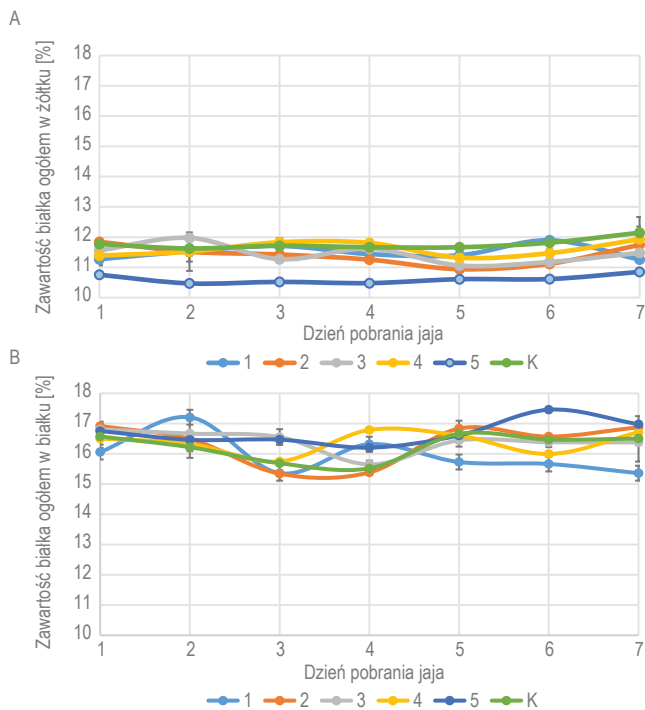 A
Zawartość białka ogółem w żółtku [%]
18
17
16
15
14
13
12
11
10
1 2 3 4 5 6 7
Dzień pobrania jaja
1 2 3 4 5 K
B
Zawartość białka ogółem w białku [%]
18
17
16
15
14
13
12
11
10
1 2 3 4 5 6 7
Dzień pobrania jaja
1 2 3 4 5 K